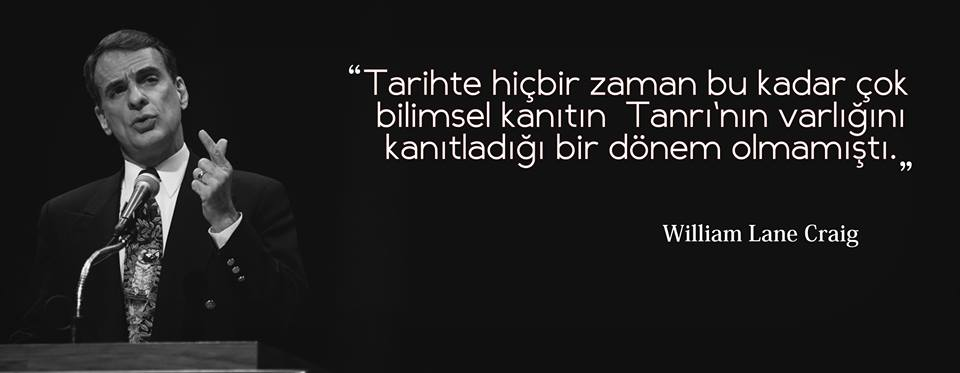 “Tarihte hiçbir zaman bu kadar çok
bilimsel kanıtın Tanrı'nın varlığını
kanıtladığı bir dönem olmamıştı.„
William Lane Craig